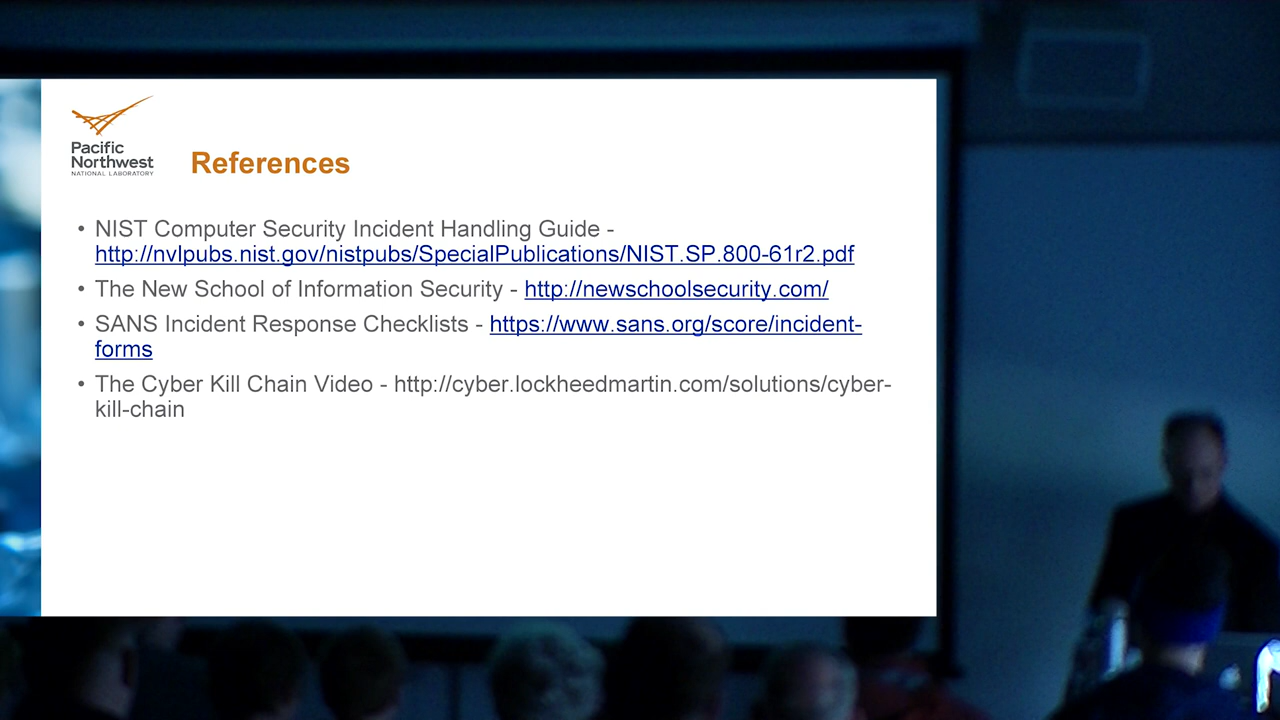 Pacific
Northwest
NATIONAL LABORATORY
References
• NIST Computer Security Incident Handling Guide -
http://nvlpubs.nist.gov/nistpubs/SpecialPublications/NIST.SP.800-61r2.pdf
• The New School of Information Security - http://newschoolsecurity.com/
• SANS Incident Response Checklists - https://www.sans.org/score/incident-
forms
• The Cyber Kill Chain Video - http://cyber.lockheedmartin.com/solutions/cyber-
kill-chain